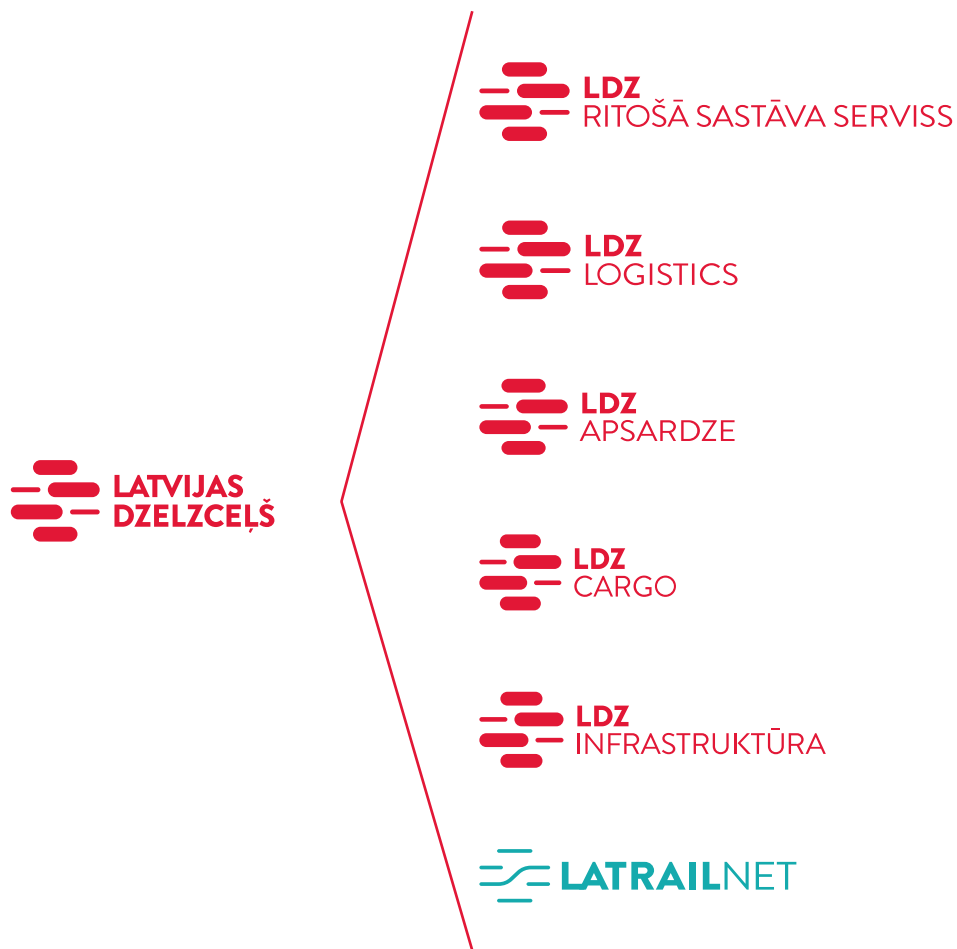 LATVIJAS
DZELZCEĻŠ
LDZ
RITOŠĀ SASTĀVA SERVISS
LDZ
LOGISTICS
LDZ
APSARDZE
LDZ
CARGO
LDZ
INFRASTRUKTŪRA
LATRAILNET